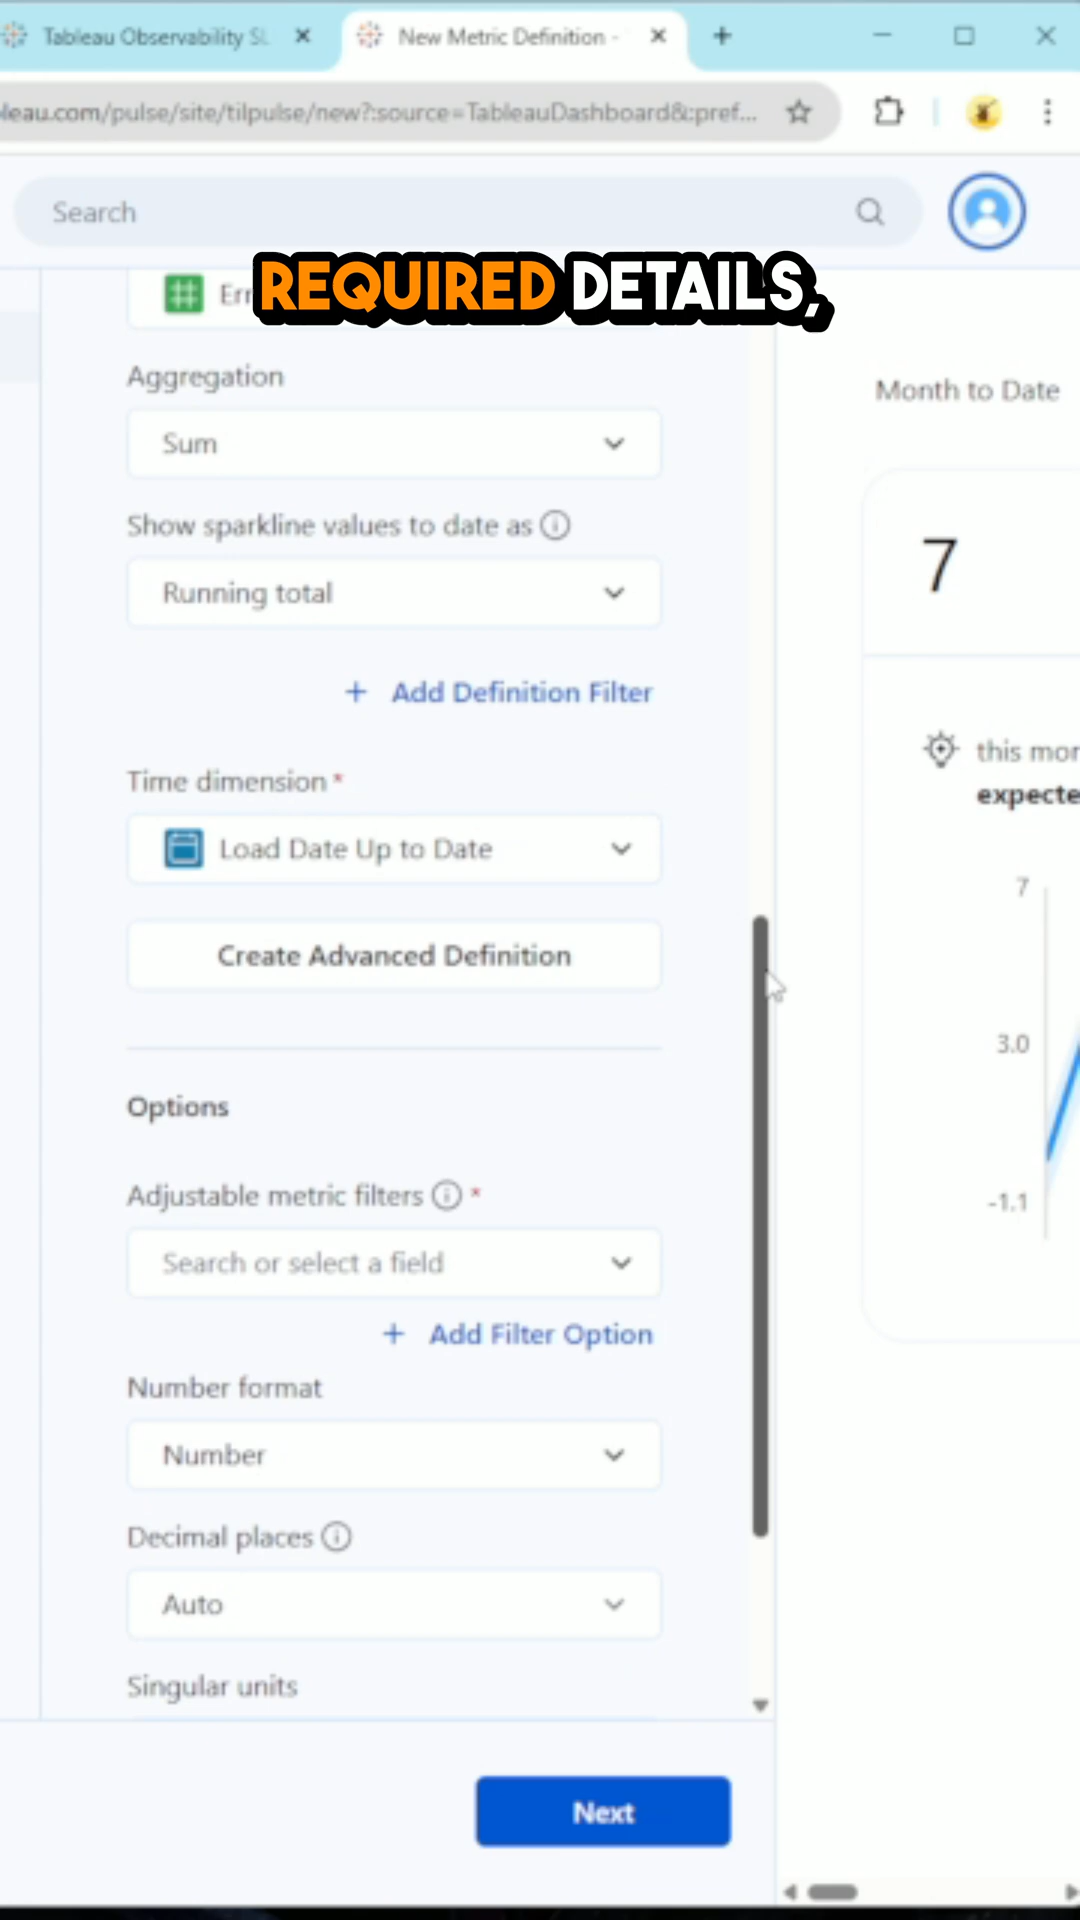 Tableau Observability
New Metric Definition -
leau.com/pulse/site/tilpulse/new?:source=TableauDashboard&:pref...
Search
REQUIRED DETAILS,
Aggregation
Sum
Month to Date
Show sparkline values to date as
Running total
7
+ Add Definition Filter
this mor
expecte
Time dimension *
Load Date Up to Date
7
Create Advanced Definition
3.0
Options
Adjustable metric filters *
-1.1
Search or select a field
+ Add Filter Option
Number format
Number
Decimal places
Auto
Singular units
Next